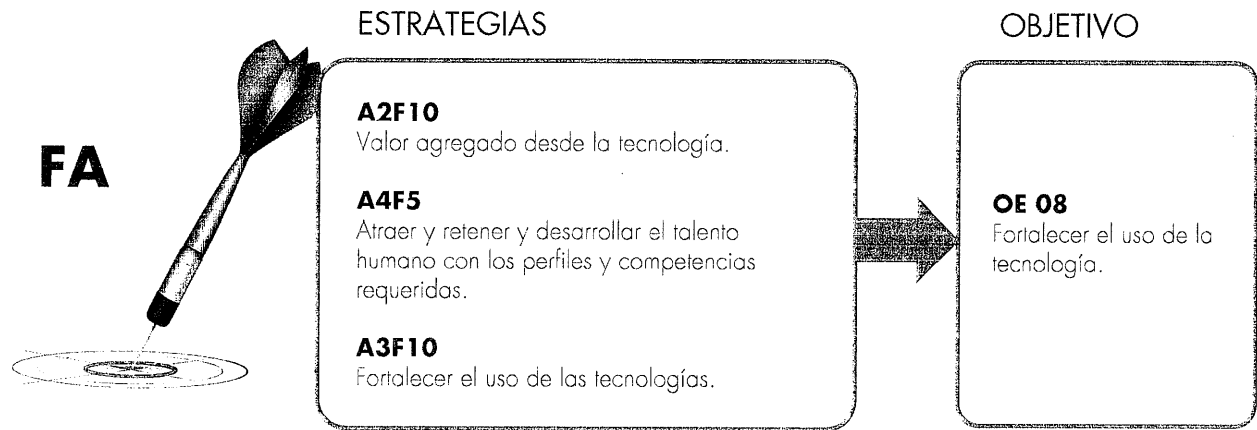 ESTRATEGIAS
OBJETIVO
FA
A2F10
Valor agregado desde la tecnología.
A4F5
Atraer y retener y desarrollar el talento
humano con los perfiles y competencias
requeridas.
A3F10
Fortalecer el uso de las tecnologías.
OE 08
Fortalecer el uso de la
tecnología.